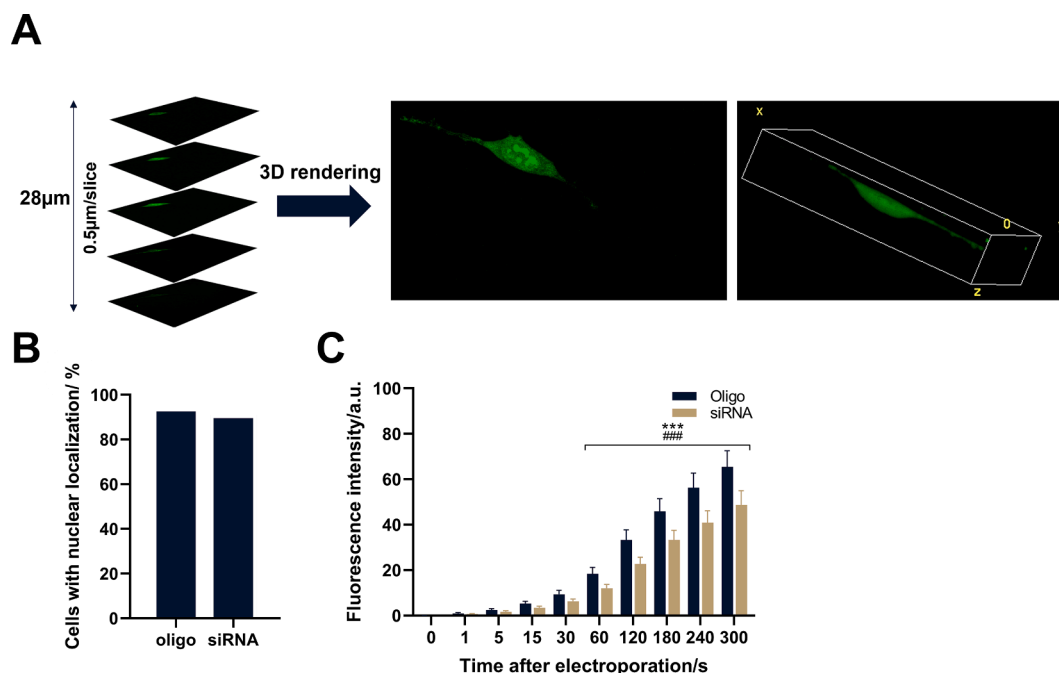 A
28µm
0.5µm/slice
3D rendering
x
0
z
B
Cells with nuclear localization/ %
100
80
60
40
20
0
oligo siRNA
C
Fluorescence intensity/a.u.
100
80
60
40
20
0
Oligo
siRNA
***
###
0 1 5 15 30 60 120 180 240 300
Time after electroporation/s